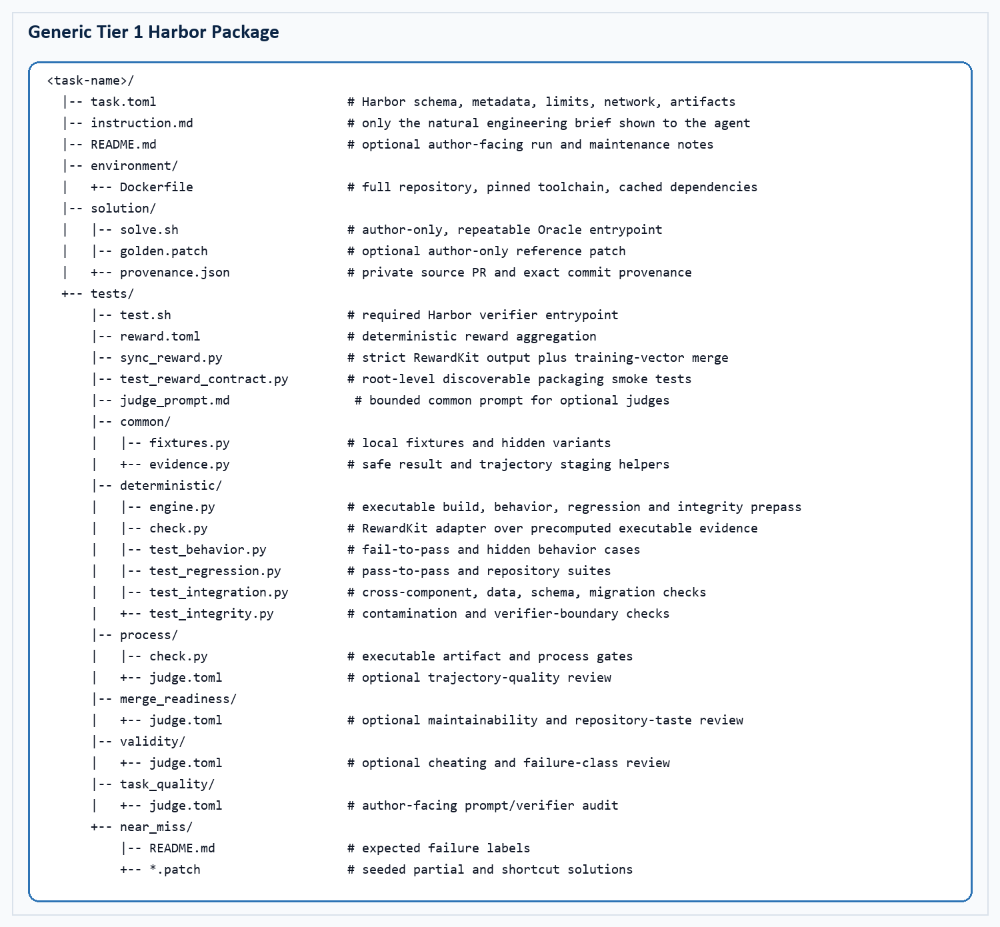 Generic Tier 1 Harbor Package
<task-name>/
  |-- task.toml                          # Harbor schema, metadata, limits, network, artifacts
  |-- instruction.md                     # only the natural engineering brief shown to the agent
  |-- README.md                          # optional author-facing run and maintenance notes
  |-- environment/
  |   +-- Dockerfile                     # full repository, pinned toolchain, cached dependencies
  |-- solution/
  |   |-- solve.sh                       # author-only, repeatable Oracle entrypoint
  |   |-- golden.patch                   # optional author-only reference patch
  |   +-- provenance.json                # private source PR and exact commit provenance
  +-- tests/
      |-- test.sh                        # required Harbor verifier entrypoint
      |-- reward.toml                    # deterministic reward aggregation
      |-- sync_reward.py                 # strict RewardKit output plus training-vector merge
      |-- test_reward_contract.py        # root-level discoverable packaging smoke tests
      |-- judge_prompt.md                 # bounded common prompt for optional judges
      |-- common/
      |   |-- fixtures.py                # local fixtures and hidden variants
      |   +-- evidence.py                # safe result and trajectory staging helpers
      |-- deterministic/
      |   |-- engine.py                  # executable build, behavior, regression and integrity prepass
      |   |-- check.py                   # RewardKit adapter over precomputed executable evidence
      |   |-- test_behavior.py           # fail-to-pass and hidden behavior cases
      |   |-- test_regression.py         # pass-to-pass and repository suites
      |   |-- test_integration.py        # cross-component, data, schema, migration checks
      |   +-- test_integrity.py          # contamination and verifier-boundary checks
      |-- process/
      |   |-- check.py                   # executable artifact and process gates
      |   +-- judge.toml                 # optional trajectory-quality review
      |-- merge_readiness/
      |   +-- judge.toml                 # optional maintainability and repository-taste review
      |-- validity/
      |   +-- judge.toml                 # optional cheating and failure-class review
      |-- task_quality/
      |   +-- judge.toml                 # author-facing prompt/verifier audit
      +-- near_miss/
          |-- README.md                  # expected failure labels
          +-- *.patch                    # seeded partial and shortcut solutions